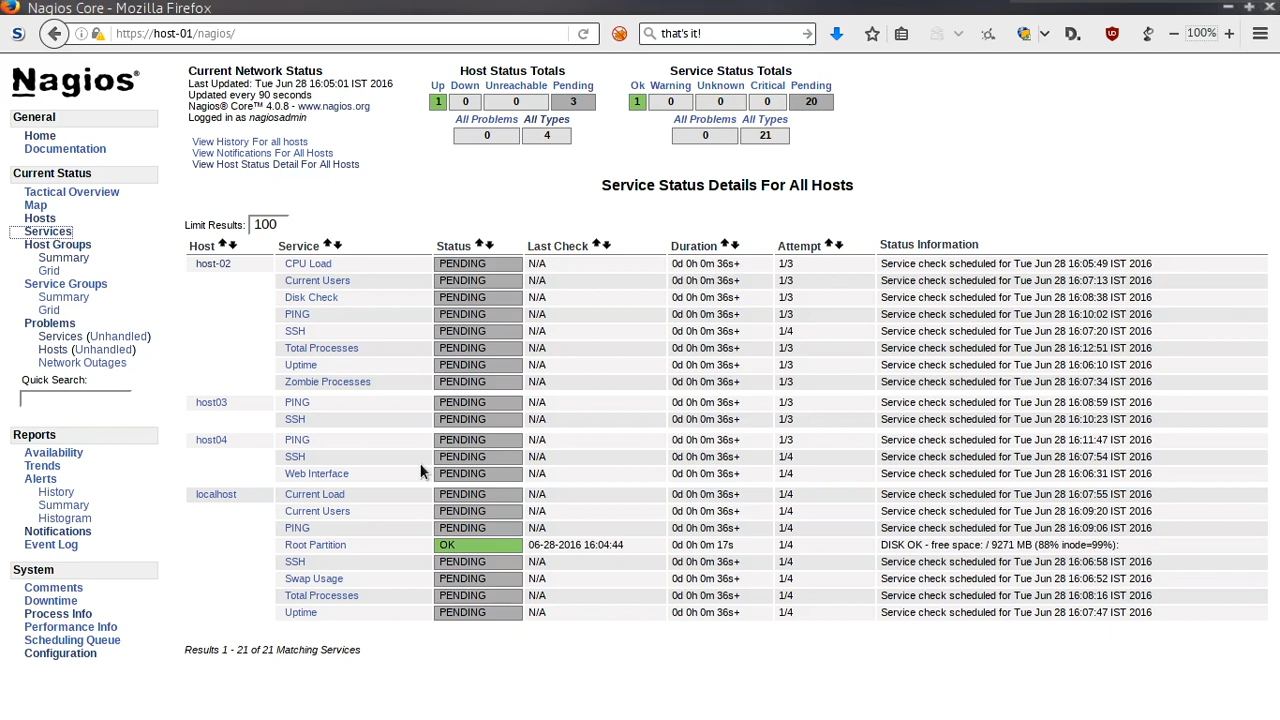 Nagios Core - Mozilla Firefox
https://host-01/nagios/
that's it!
100%
Nagios®
General
Home
Documentation
Current Status
Tactical Overview
Map
Hosts
Services
Host Groups
Summary
Grid
Service Groups
Summary
Grid
Problems
Services (Unhandled)
Hosts (Unhandled)
Network Outages
Quick Search:
Reports
Availability
Trends
Alerts
History
Summary
Histogram
Notifications
Event Log
System
Comments
Downtime
Process Info
Performance Info
Scheduling Queue
Configuration
Current Network Status
Last Updated: Tue Jun 28 16:05:01 IST 2016
Updated every 90 seconds
Nagios® Core™ 4.0.8 - www.nagios.org
Logged in as nagiosadmin
View History For all hosts
View Notifications For All Hosts
View Host Status Detail For All Hosts
Host Status Totals
Up Down Unreachable Pending
1 0 0 3
All Problems All Types
0 4
Service Status Totals
Ok Warning Unknown Critical Pending
1 0 0 0 20
All Problems All Types
0 21
Service Status Details For All Hosts
Limit Results: 100
Host Service Status Last Check Duration Attempt Status Information
host-02 CPU Load PENDING N/A 0d 0h 0m 36s+ 1/3 Service check scheduled for Tue Jun 28 16:05:49 IST 2016
Current Users PENDING N/A 0d 0h 0m 36s+ 1/3 Service check scheduled for Tue Jun 28 16:07:13 IST 2016
Disk Check PENDING N/A 0d 0h 0m 36s+ 1/3 Service check scheduled for Tue Jun 28 16:08:38 IST 2016
PING PENDING N/A 0d 0h 0m 36s+ 1/3 Service check scheduled for Tue Jun 28 16:10:02 IST 2016
SSH PENDING N/A 0d 0h 0m 36s+ 1/4 Service check scheduled for Tue Jun 28 16:07:20 IST 2016
Total Processes PENDING N/A 0d 0h 0m 36s+ 1/3 Service check scheduled for Tue Jun 28 16:12:51 IST 2016
Uptime PENDING N/A 0d 0h 0m 36s+ 1/3 Service check scheduled for Tue Jun 28 16:06:10 IST 2016
Zombie Processes PENDING N/A 0d 0h 0m 36s+ 1/3 Service check scheduled for Tue Jun 28 16:07:34 IST 2016
host03 PING PENDING N/A 0d 0h 0m 36s+ 1/3 Service check scheduled for Tue Jun 28 16:08:59 IST 2016
SSH PENDING N/A 0d 0h 0m 36s+ 1/3 Service check scheduled for Tue Jun 28 16:10:23 IST 2016
host04 PING PENDING N/A 0d 0h 0m 36s+ 1/3 Service check scheduled for Tue Jun 28 16:11:47 IST 2016
SSH PENDING N/A 0d 0h 0m 36s+ 1/4 Service check scheduled for Tue Jun 28 16:07:54 IST 2016
Web Interface PENDING N/A 0d 0h 0m 36s+ 1/4 Service check scheduled for Tue Jun 28 16:06:31 IST 2016
localhost Current Load PENDING N/A 0d 0h 0m 36s+ 1/4 Service check scheduled for Tue Jun 28 16:07:55 IST 2016
Current Users PENDING N/A 0d 0h 0m 36s+ 1/4 Service check scheduled for Tue Jun 28 16:09:20 IST 2016
PING PENDING N/A 0d 0h 0m 36s+ 1/4 Service check scheduled for Tue Jun 28 16:09:06 IST 2016
Root Partition OK 06-28-2016 16:04:44 0d 0h 0m 17s 1/4 DISK OK - free space: / 9271 MB (88% inode=99%):
SSH PENDING N/A 0d 0h 0m 36s+ 1/4 Service check scheduled for Tue Jun 28 16:06:58 IST 2016
Swap Usage PENDING N/A 0d 0h 0m 36s+ 1/4 Service check scheduled for Tue Jun 28 16:06:52 IST 2016
Total Processes PENDING N/A 0d 0h 0m 36s+ 1/4 Service check scheduled for Tue Jun 28 16:08:16 IST 2016
Uptime PENDING N/A 0d 0h 0m 36s+ 1/4 Service check scheduled for Tue Jun 28 16:07:47 IST 2016
Results 1 - 21 of 21 Matching Services